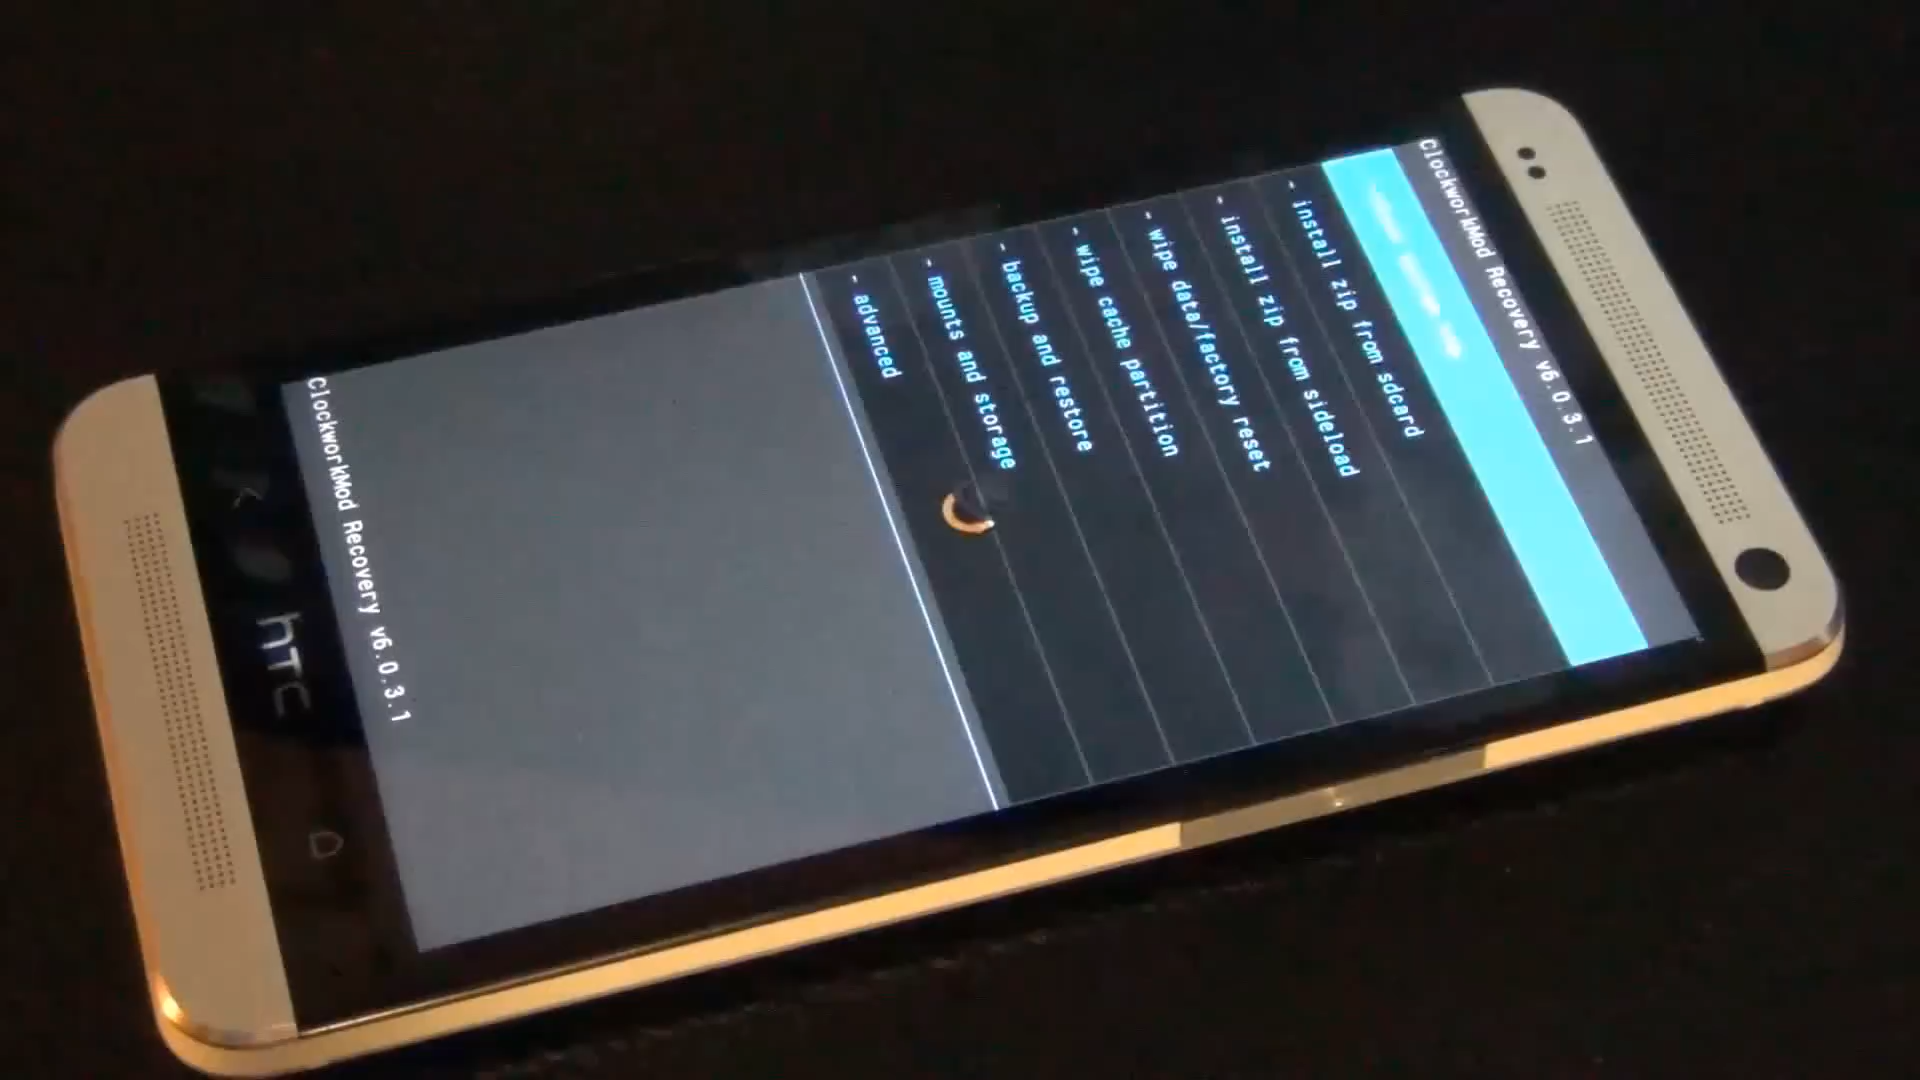 ClockworkMod Recovery v6.0.3.1
- install zip from sdcard
- install zip from sideload
- wipe data/factory reset
- wipe cache partition
- backup and restore
- mounts and storage
- advanced
ClockworkMod Recovery v6.0.3.1
hTC